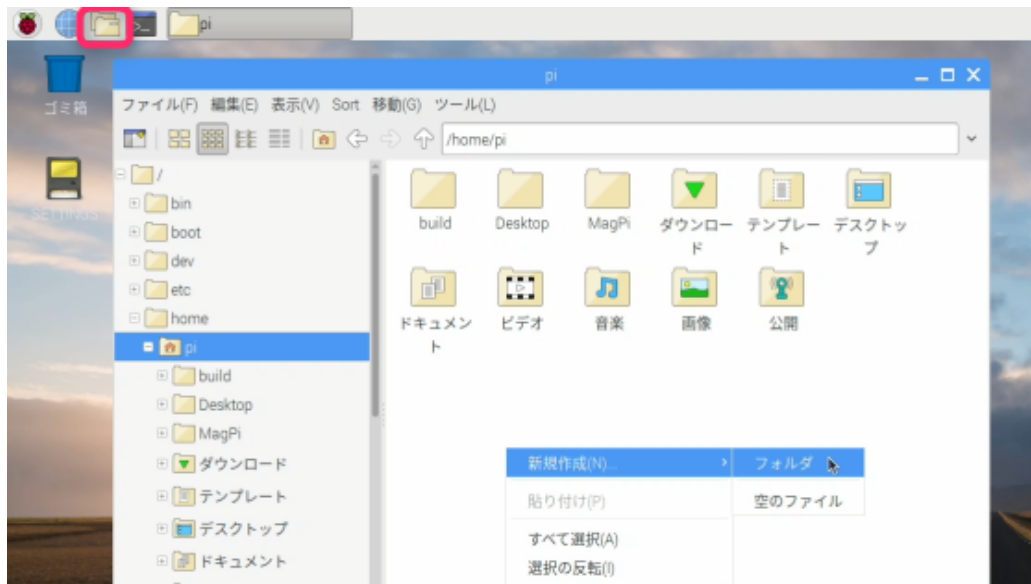 pi
pi
ゴミ箱
SETTINGS
ファイル(F) 編集(E) 表示(V) Sort 移動(G) ツール(L)
/home/pi
/
bin
boot
dev
etc
home
pi
build
Desktop
MagPi
ダウンロード
テンプレート
デスクトップ
ドキュメント
build
Desktop
MagPi
ダウンロー
ド
テンプレー
ト
デスクトッ
プ
ドキュメン
ト
ビデオ
音楽
画像
公開
新規作成(N)...
フォルダ
貼り付け(P)
空のファイル
すべて選択(A)
選択の反転(I)